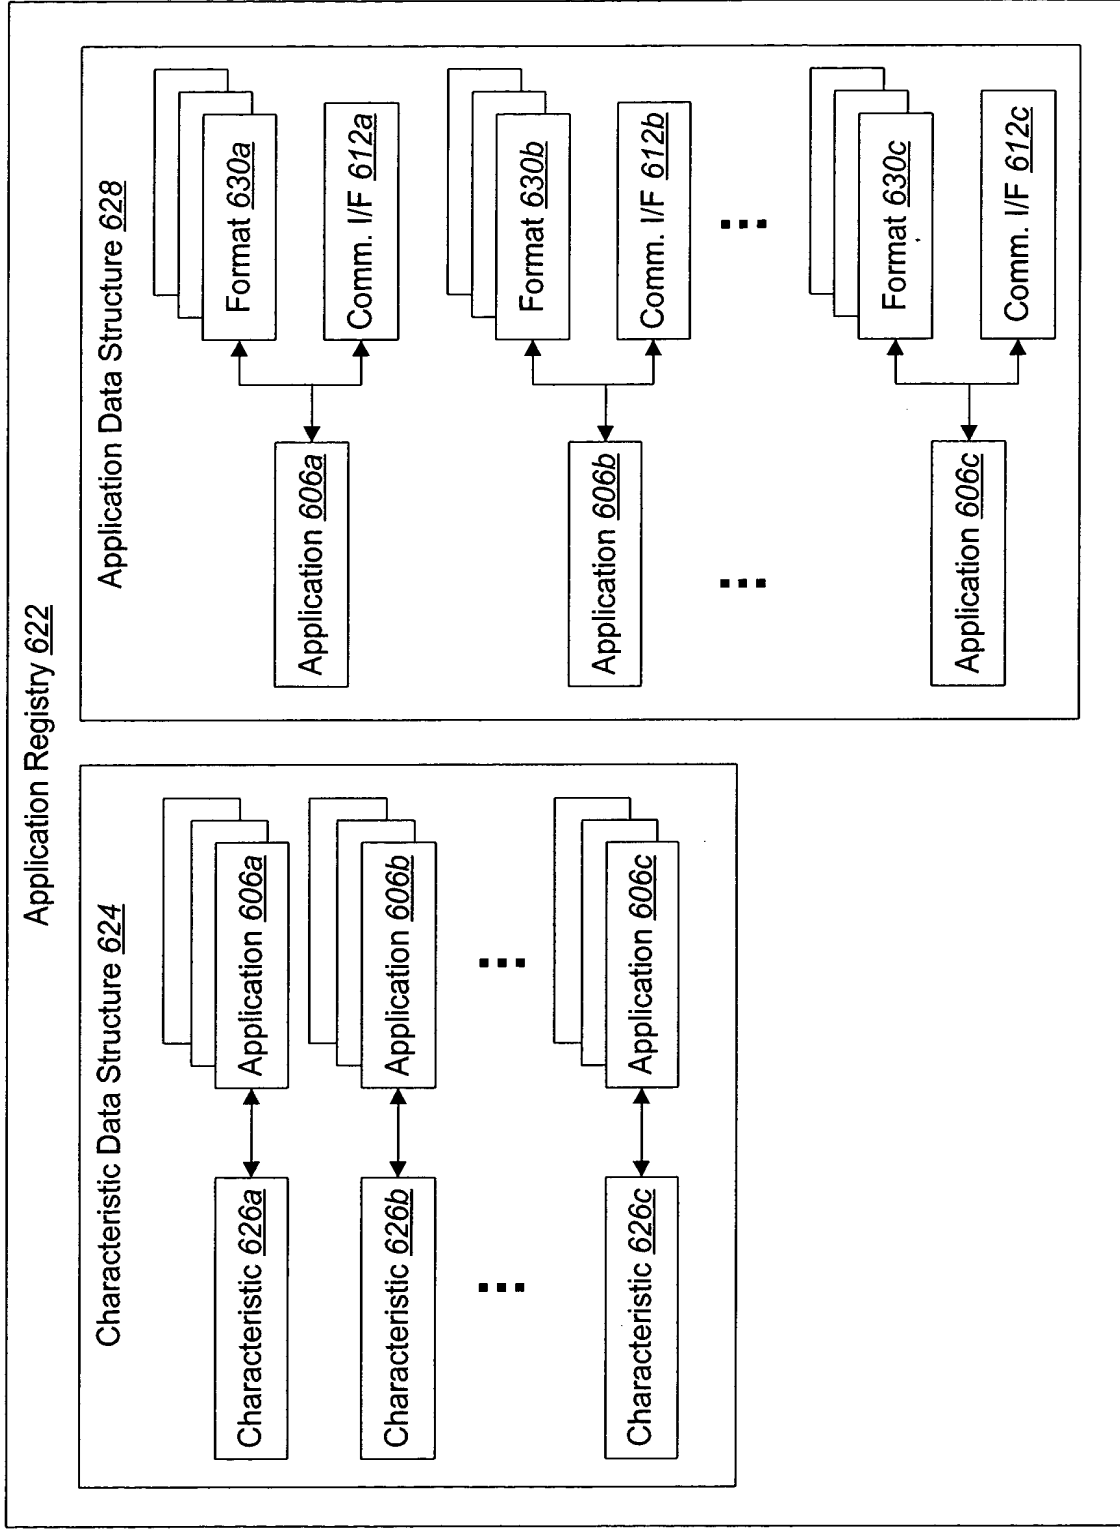 Application Registry 622
Characteristic Data Structure 624
Characteristic 626a
Application 606a
Characteristic 626b
Application 606b
Characteristic 626c
Application 606c
Application Data Structure 628
Application 606a
Format 630a
Comm. I/F 612a
Application 606b
Format 630b
Comm. I/F 612b
Application 606c
Format 630c
Comm. I/F 612c